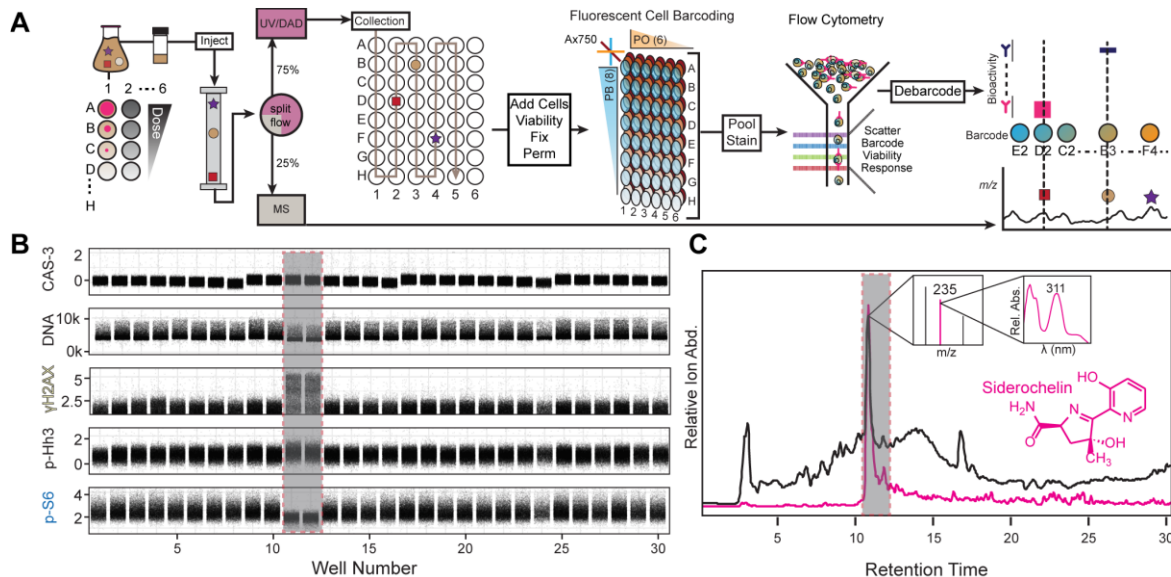 A
Inject
1 2 ···· 6
A
B
C
D
H
Dose
UV/DAD
75%
split
flow
25%
MS
Collection
A
B
C
D
E
F
G
H
1 2 3 4 5 6
Add Cells
Viability
Fix
Perm
Fluorescent Cell Barcoding
Ax750
PO (6)
PB (8)
A
B
C
D
E
F
G
H
1 2 3 4 5 6
Pool
Stain
Flow Cytometry
Scatter
Barcode
Viability
Response
Debarcode
Bioactivity
Barcode
E2 D2 C2 B3 F4
m/z
B
CAS-3
2
0
DNA
10k
0k
γH2AX
5
2
p-Hh3
2
0
p-S6
4
2
5 10 15 20 25 30
Well Number
C
Relative Ion Abd.
235
m/z
Rel. Abs.
311
λ (nm)
Siderochelin
HO
N
H₂N
N
O
OH
CH₃
0 5 10 15 20 25 30
Retention Time